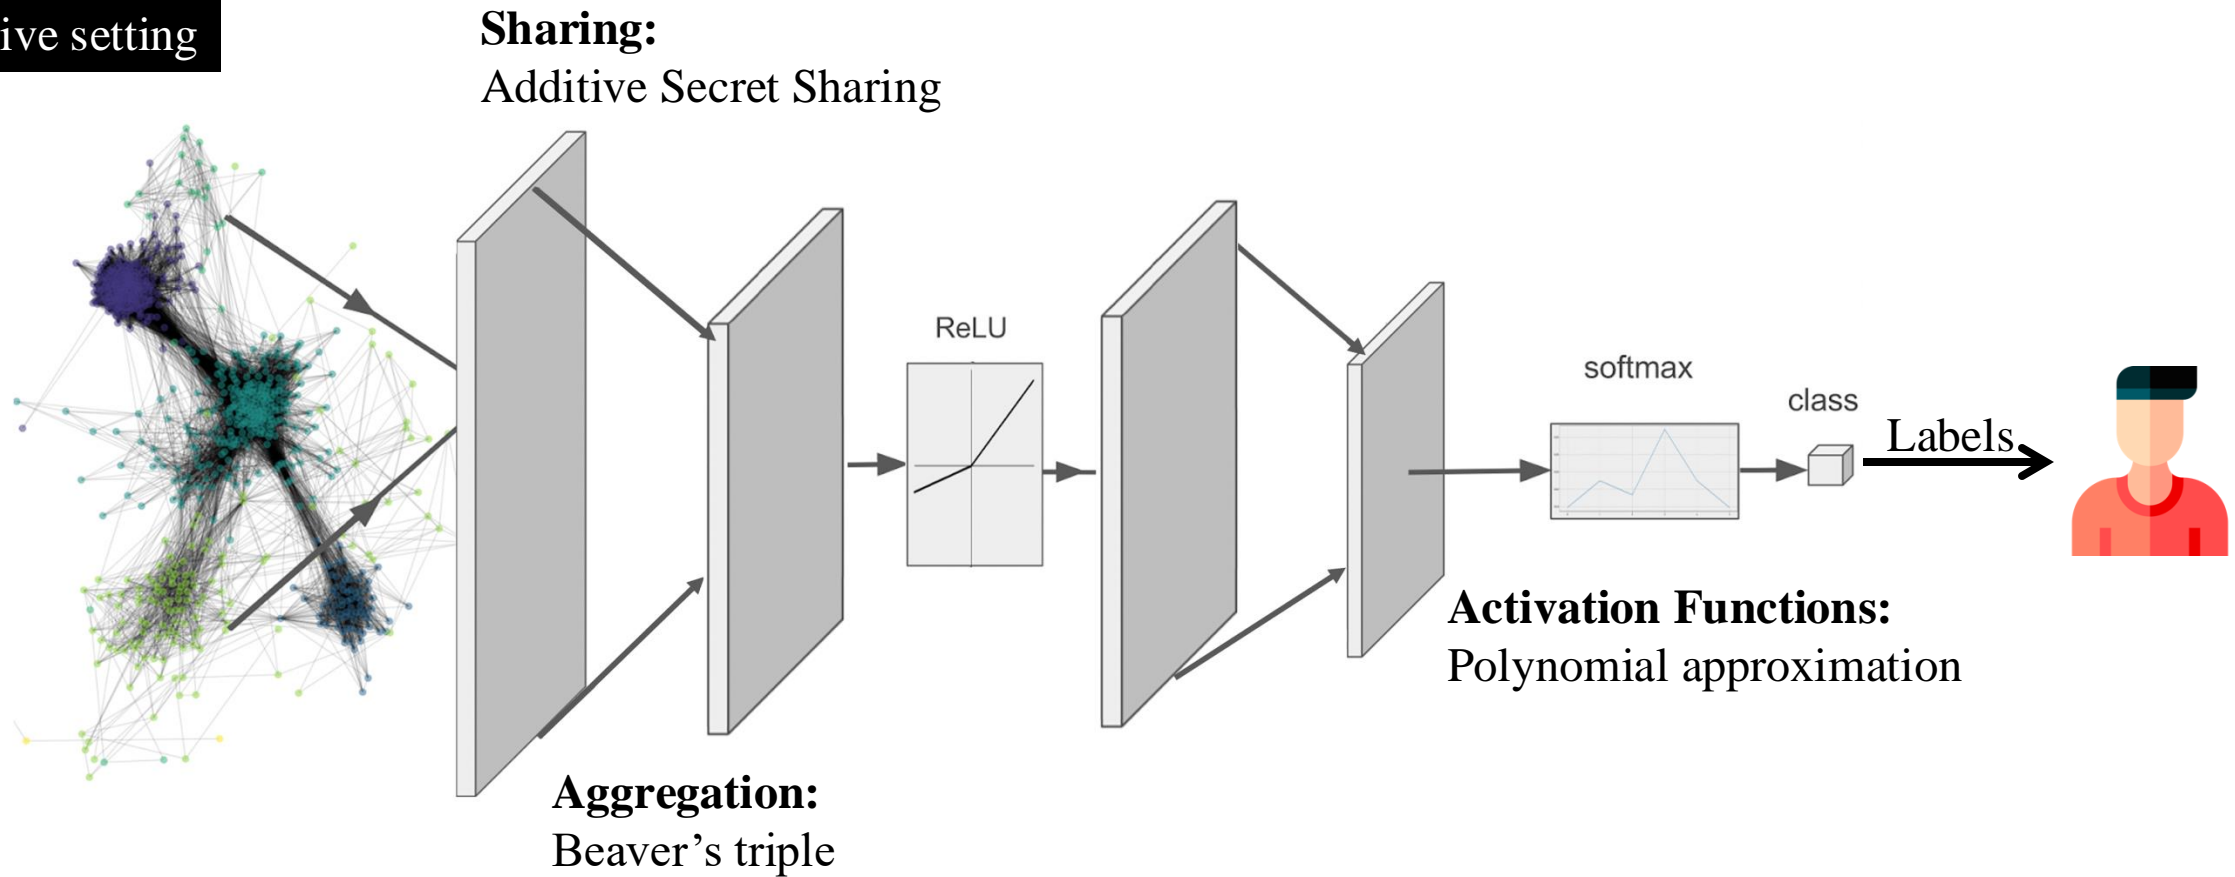 ive setting
Sharing:
Additive Secret Sharing
ReLU
softmax
class
Labels
Activation Functions:
Polynomial approximation
Aggregation:
Beaver’s triple